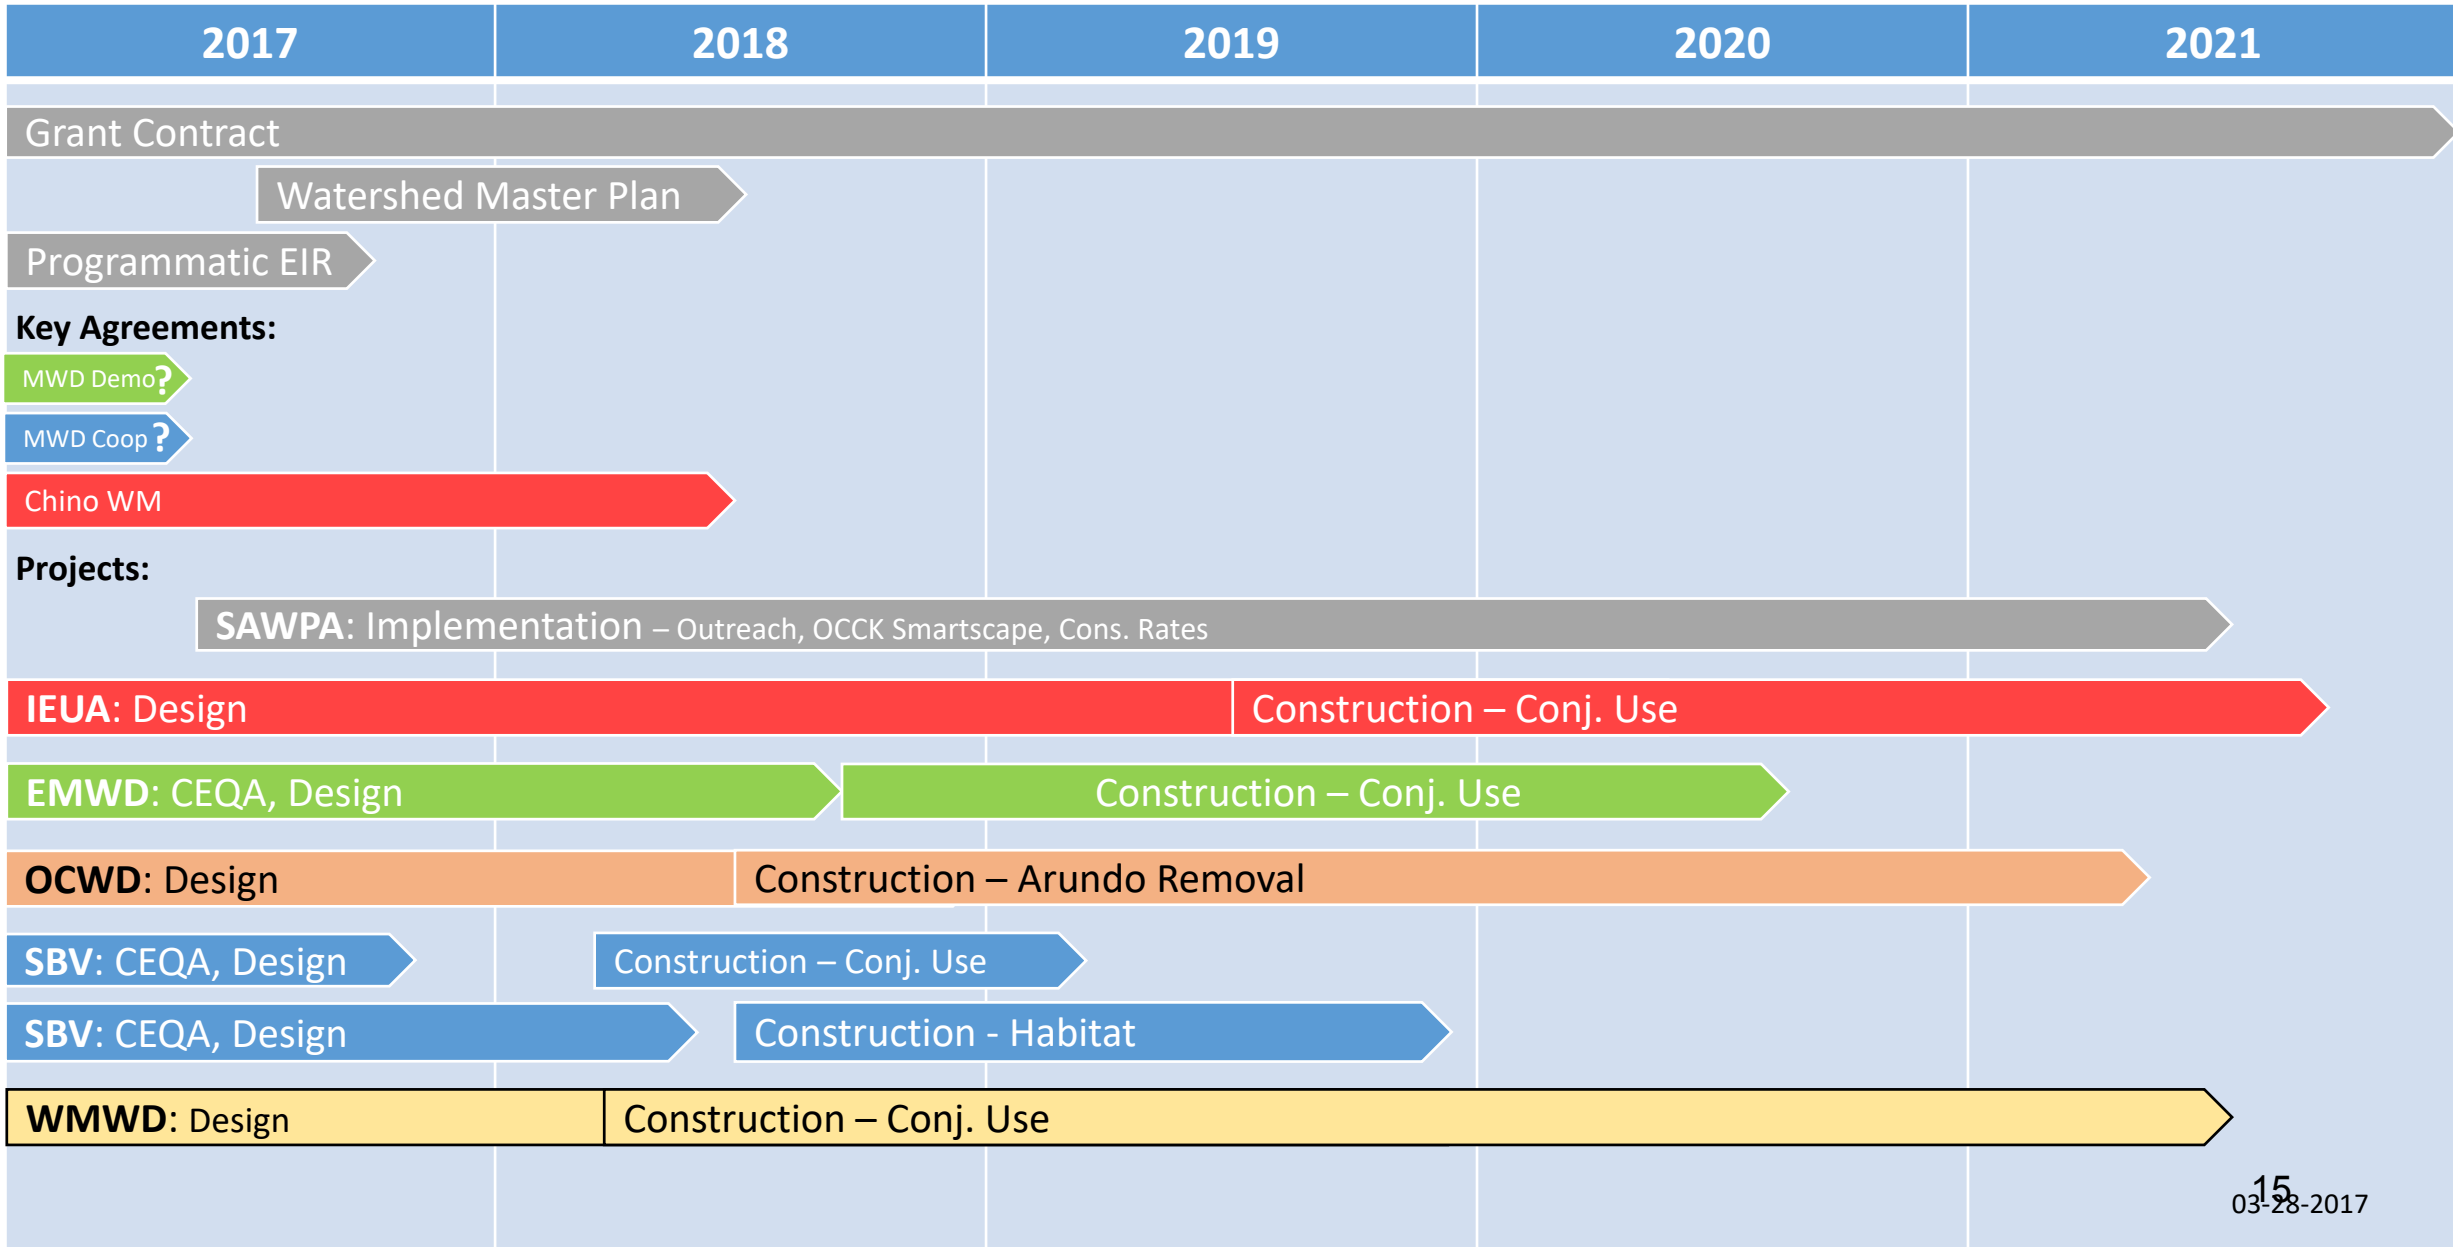 2017 2018 2019 2020 2021
Grant Contract
Watershed Master Plan
Programmatic EIR
Key Agreements:
MWD Demo?
MWD Coop ?
Chino WM
Projects:
SAWPA: Implementation – Outreach, OCCK Smartscape, Cons. Rates
IEUA: Design Construction – Conj. Use
EMWD: CEQA, Design Construction – Conj. Use
OCWD: Design Construction – Arundo Removal
SBV: CEQA, Design Construction – Conj. Use
SBV: CEQA, Design Construction - Habitat
WMWD: Design Construction – Conj. Use
15
03-28-2017